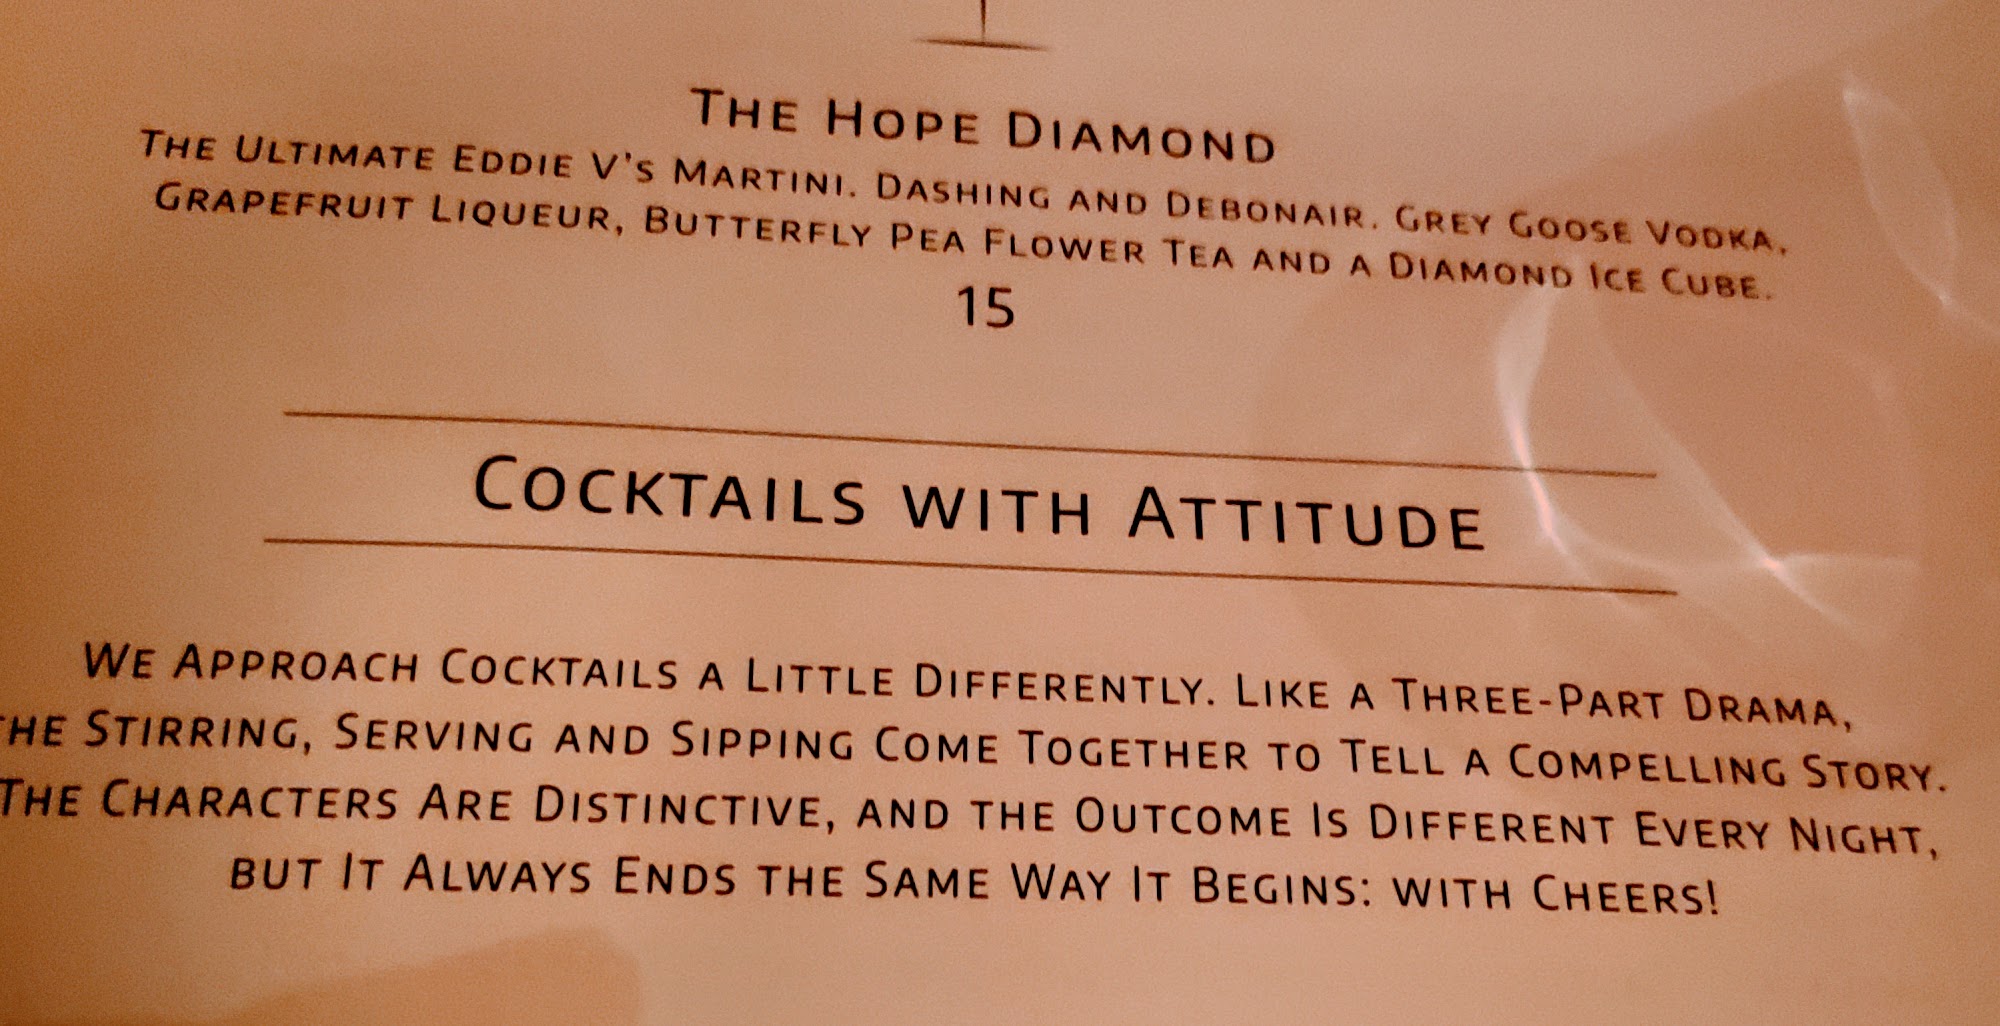 The Hope Diamond
The Ultimate Eddie V's Martini. Dashing and Debonair. Grey Goose Vodka,
Grapefruit Liqueur, Butterfly Pea Flower Tea and a Diamond Ice Cube.
15
Cocktails with Attitude
We Approach Cocktails a Little Differently. Like a Three-Part Drama,
the Stirring, Serving and Sipping Come Together to Tell a Compelling Story.
The Characters Are Distinctive, and the Outcome Is Different Every Night,
but It Always Ends the Same Way It Begins: with Cheers!